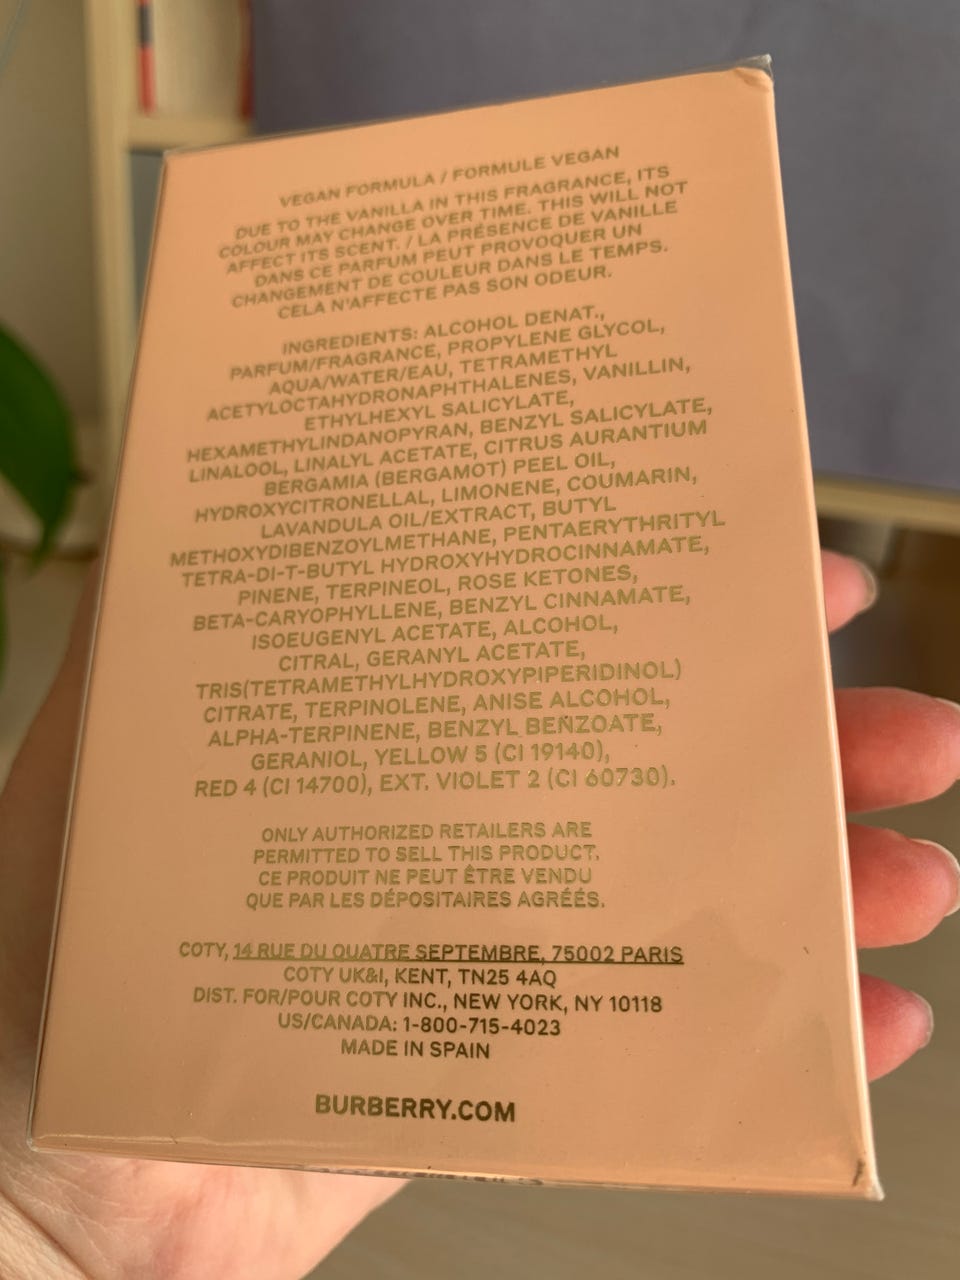 VEGAN FORMULA / FORMULE VEGAN
DUE TO THE VANILLA IN THIS FRAGRANCE, ITS
COLOUR MAY CHANGE OVER TIME. THIS WILL NOT
AFFECT ITS SCENT. / LA PRÉSENCE DE VANILLE
DANS CE PARFUM PEUT PROVOQUER UN
CHANGEMENT DE COULEUR DANS LE TEMPS.
CELA N'AFFECTE PAS SON ODEUR.
INGREDIENTS: ALCOHOL DENAT.,
PARFUM/FRAGRANCE, PROPYLENE GLYCOL,
AQUA/WATER/EAU, TETRAMETHYL
ACETYLOCTAHYDRONAPHTHALENES, VANILLIN,
ETHYLHEXYL SALICYLATE,
HEXAMETHYLINDANOPYRAN, BENZYL SALICYLATE,
LINALOOL, LINALYL ACETATE, CITRUS AURANTIUM
BERGAMIA (BERGAMOT) PEEL OIL,
HYDROXYCITRONELLAL, LIMONENE, COUMARIN,
LAVANDULA OIL/EXTRACT, BUTYL
METHOXYDIBENZOYLMETHANE, PENTAERYTHRITYL
TETRA-DI-T-BUTYL HYDROXYHYDROCINNAMATE,
PINENE, TERPINEOL, ROSE KETONES,
BETA-CARYOPHYLLENE, BENZYL CINNAMATE,
ISOEUGENYL ACETATE, ALCOHOL,
CITRAL, GERANYL ACETATE,
TRIS(TETRAMETHYLHYDROXYPIPERIDINOL)
CITRATE, TERPINOLENE, ANISE ALCOHOL,
ALPHA-TERPINENE, BENZYL BENZOATE,
GERANIOL, YELLOW 5 (CI 19140),
RED 4 (CI 14700), EXT. VIOLET 2 (CI 60730).
ONLY AUTHORIZED RETAILERS ARE
PERMITTED TO SELL THIS PRODUCT.
CE PRODUIT NE PEUT ÊTRE VENDU
QUE PAR LES DÉPOSITAIRES AGRÉÉS.
COTY, 14 RUE DU QUATRE SEPTEMBRE, 75002 PARIS
COTY UK&I, KENT, TN25 4AQ
DIST. FOR/POUR COTY INC., NEW YORK, NY 10118
US/CANADA: 1-800-715-4023
MADE IN SPAIN
BURBERRY.COM